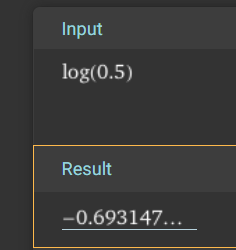 Input
log(0.5)
Result
−0.693147…